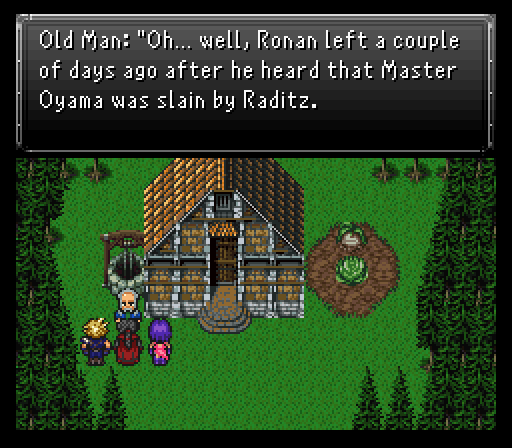 Old Man: "Oh... well, Ronan left a couple
of days ago after he heard that Master
Oyama was slain by Raditz.